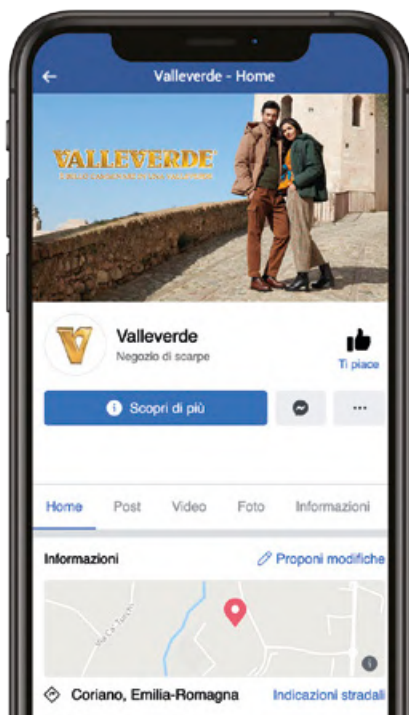 Valleverde - Home
VALLEVERDE
Valleverde
Negozio di scarpe
Ti piace
Scopri di più
Home Post Video Foto Informazioni
Informazioni
Proponi modifiche
Coriano, Emilia-Romagna
Indicazioni stradali